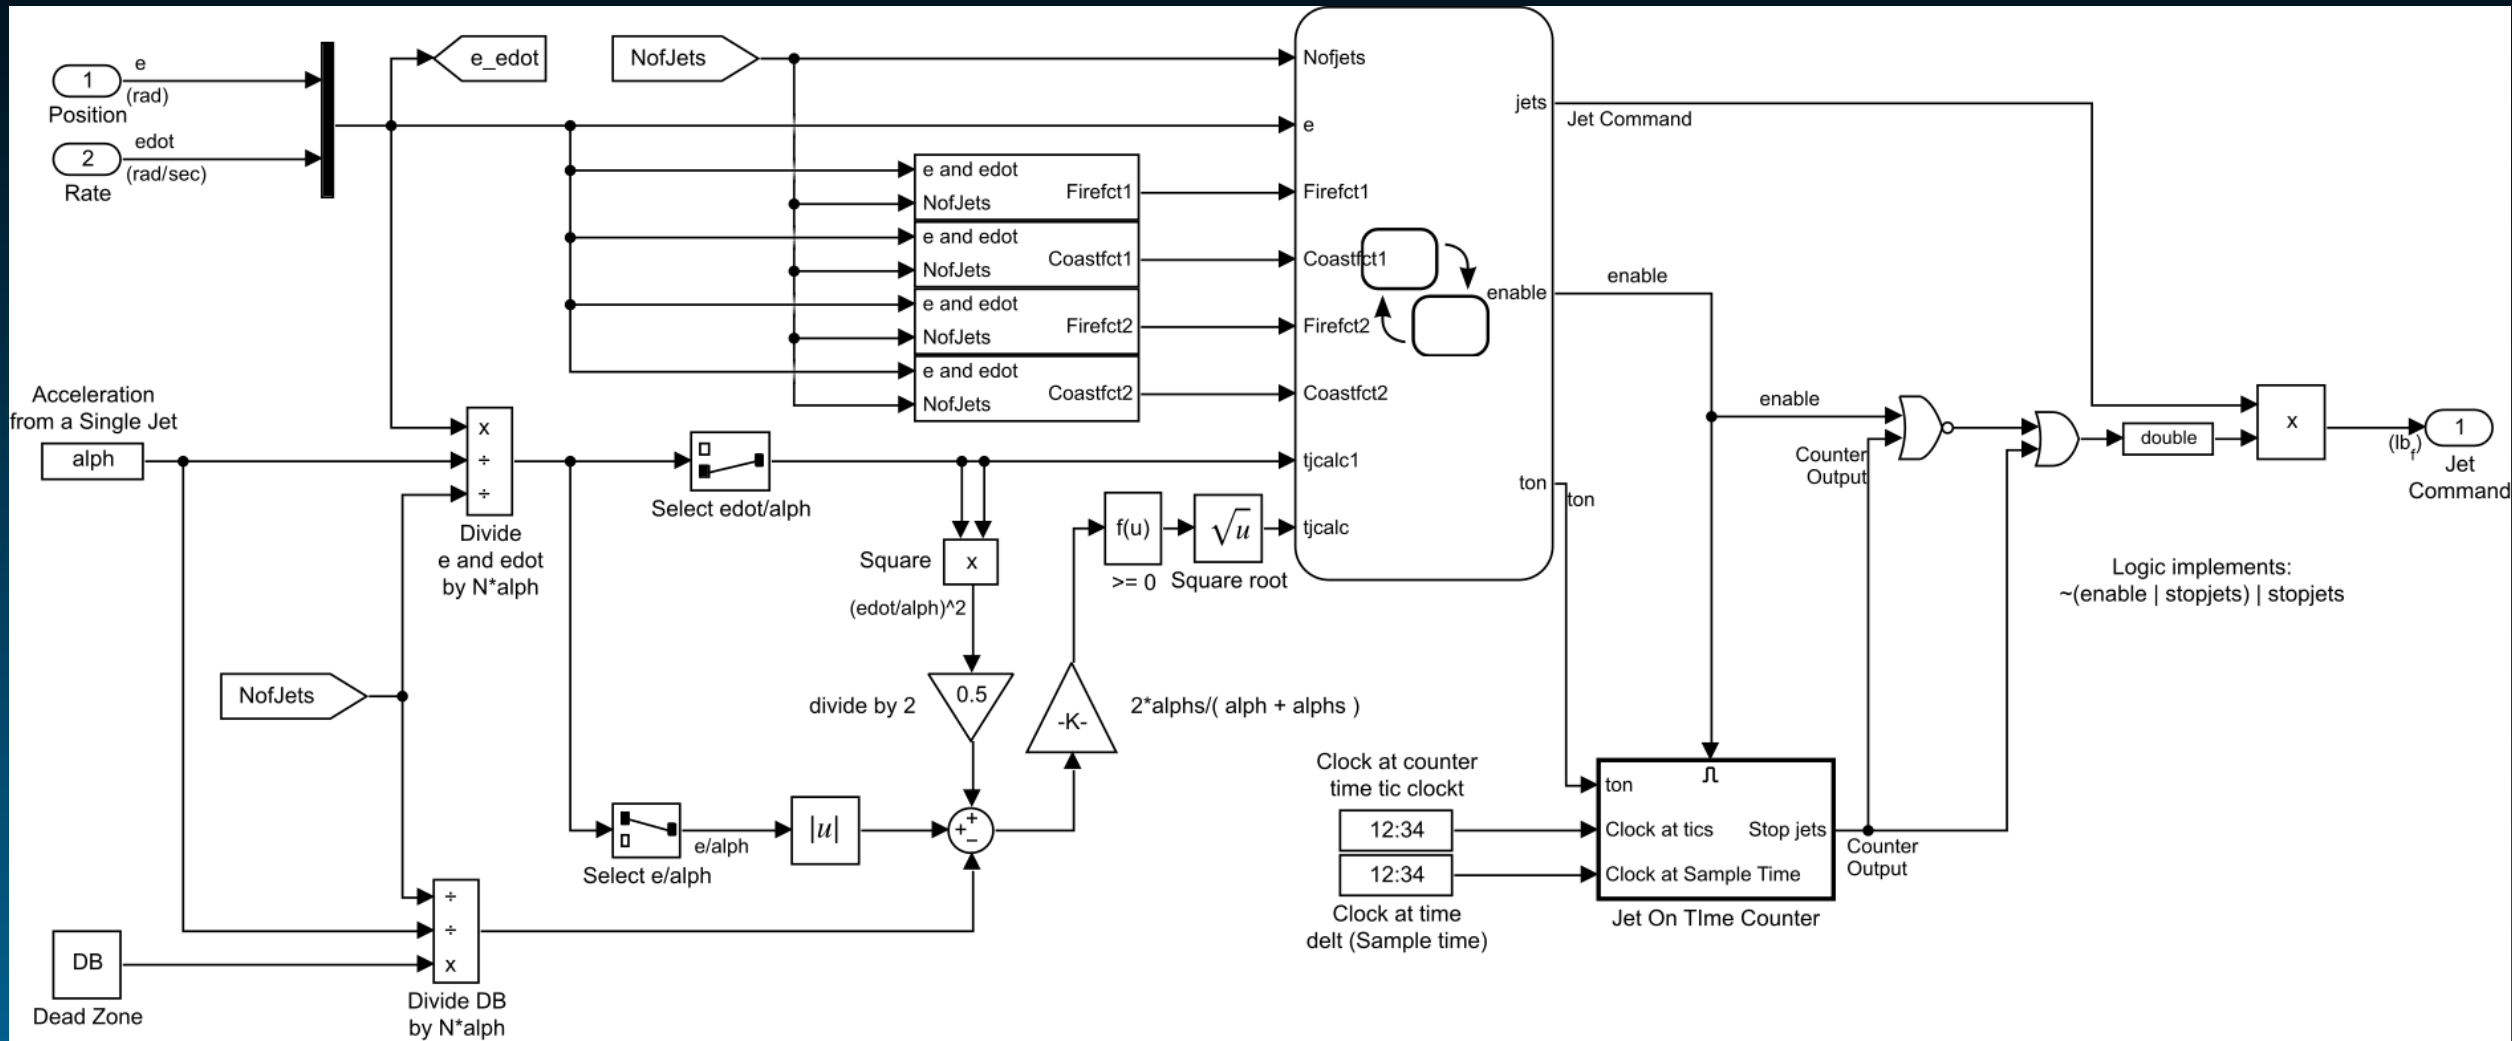 e
1
(rad)
Position
edot
2
(rad/sec)
Rate
e_edot
NofJets
Nofjets
e
jets
Jet Command
e and edot
NofJets
Firefct1
Firefct1
e and edot
NofJets
Coastfct1
Coastfct1
e and edot
NofJets
Firefct2
Firefct2
e and edot
NofJets
Coastfct2
Coastfct2
enable
enable
Acceleration
from a Single Jet
alph
x
÷
÷
Divide
e and edot
by N*alph
Select edot/alph
tjcalc1
Square
x
(edot/alph)^2
f(u)
>= 0
√u
Square root
tjcalc
ton
ton
enable
Counter
Output
double
x
(lbf)
1
Jet
Command
Logic implements:
~(enable | stopjets) | stopjets
NofJets
divide by 2
0.5
-K-
2*alphs/( alph + alphs )
Select e/alph
e/alph
|u|
+
+
−
÷
÷
x
DB
Dead Zone
Divide DB
by N*alph
Clock at counter
time tic clockt
12:34
12:34
Clock at time
delt (Sample time)
ton
Clock at tics
Stop jets
Clock at Sample Time
Jet On TIme Counter
Counter
Output